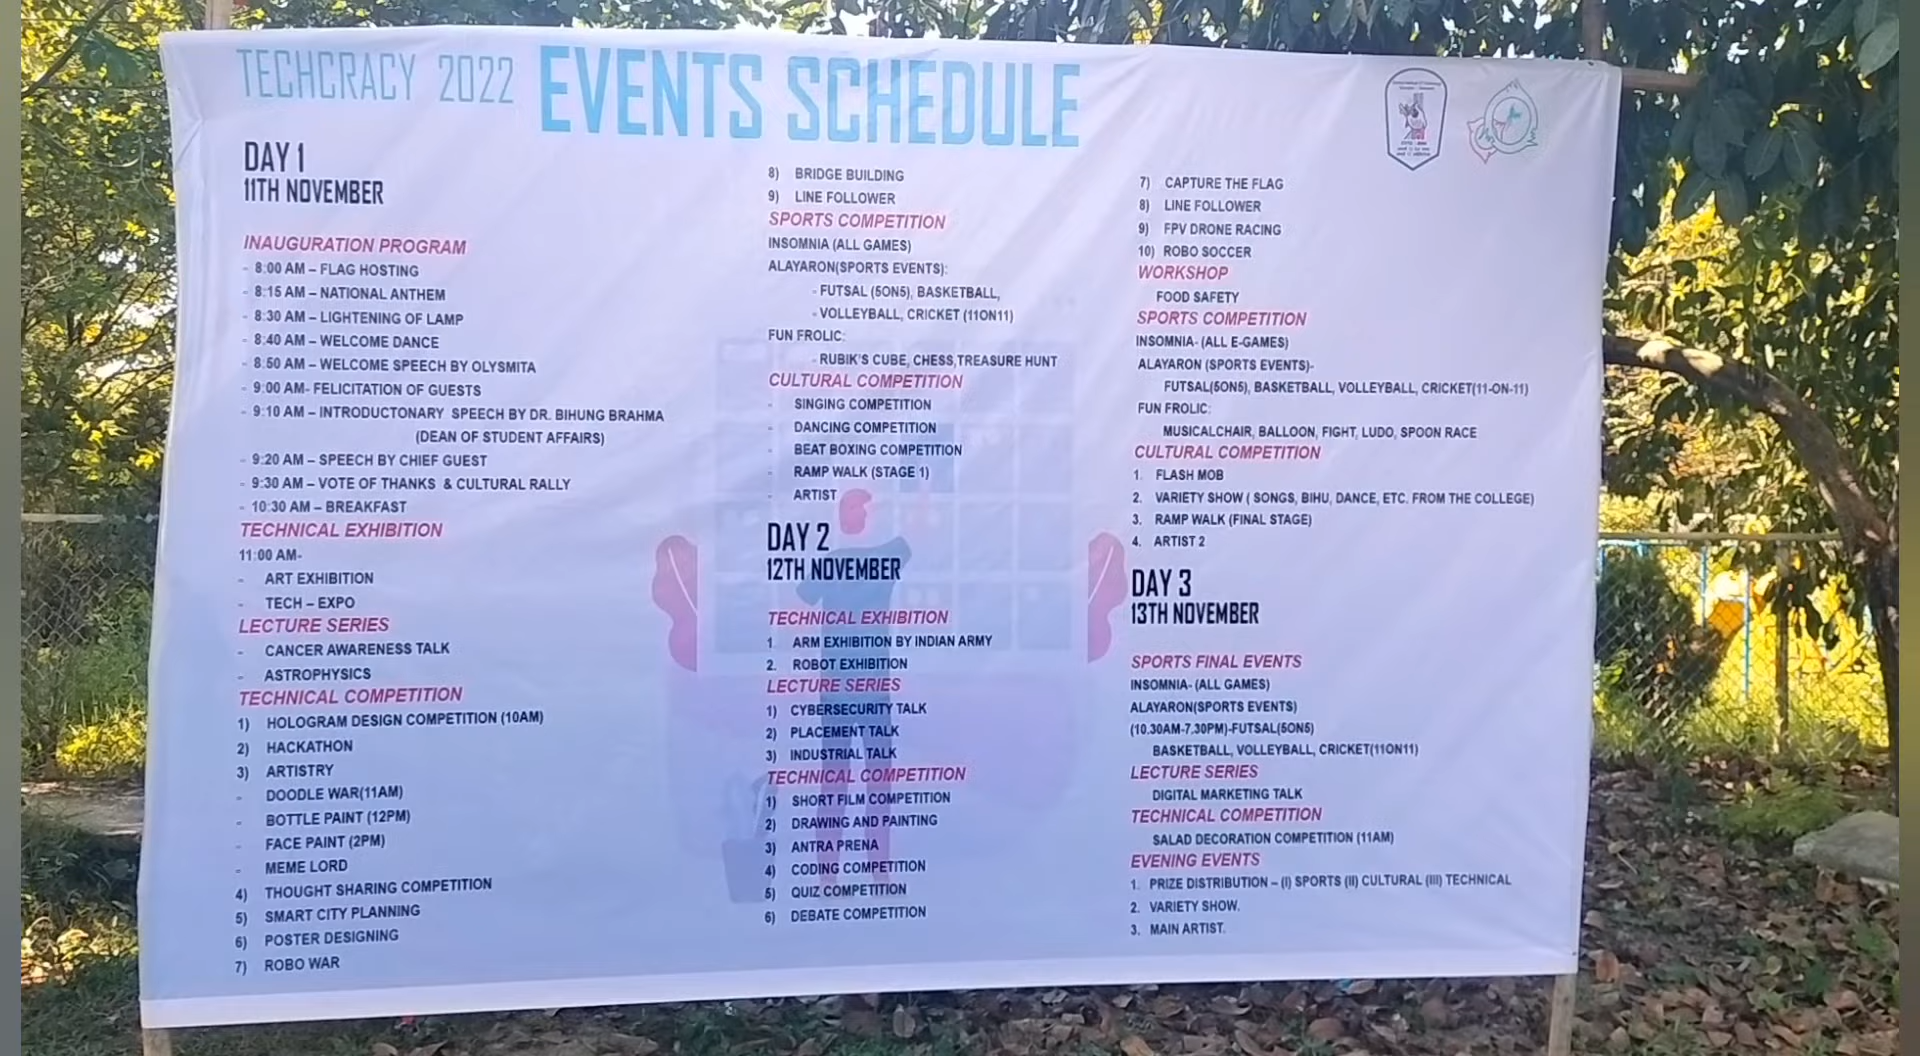 TECHCRACY 2022 EVENTS SCHEDULE
DAY 1
11TH NOVEMBER
INAUGURATION PROGRAM
- 8:00 AM – FLAG HOSTING
- 8:15 AM – NATIONAL ANTHEM
- 8:30 AM – LIGHTENING OF LAMP
- 8:40 AM – WELCOME DANCE
- 8:50 AM – WELCOME SPEECH BY OLYSMITA
- 9:00 AM- FELICITATION OF GUESTS
- 9:10 AM – INTRODUCTONARY SPEECH BY DR. BIHUNG BRAHMA
(DEAN OF STUDENT AFFAIRS)
- 9:20 AM – SPEECH BY CHIEF GUEST
- 9:30 AM – VOTE OF THANKS & CULTURAL RALLY
- 10:30 AM – BREAKFAST
TECHNICAL EXHIBITION
11:00 AM-
- ART EXHIBITION
- TECH – EXPO
LECTURE SERIES
- CANCER AWARENESS TALK
- ASTROPHYSICS
TECHNICAL COMPETITION
1) HOLOGRAM DESIGN COMPETITION (10AM)
2) HACKATHON
3) ARTISTRY
- DOODLE WAR(11AM)
- BOTTLE PAINT (12PM)
- FACE PAINT (2PM)
- MEME LORD
4) THOUGHT SHARING COMPETITION
5) SMART CITY PLANNING
6) POSTER DESIGNING
7) ROBO WAR
8) BRIDGE BUILDING
9) LINE FOLLOWER
SPORTS COMPETITION
INSOMNIA (ALL GAMES)
ALAYARON(SPORTS EVENTS):
- FUTSAL (5ON5), BASKETBALL,
- VOLLEYBALL, CRICKET (11ON11)
FUN FROLIC:
- RUBIK'S CUBE, CHESS,TREASURE HUNT
CULTURAL COMPETITION
- SINGING COMPETITION
- DANCING COMPETITION
- BEAT BOXING COMPETITION
- RAMP WALK (STAGE 1)
- ARTIST
DAY 2
12TH NOVEMBER
TECHNICAL EXHIBITION
1. ARM EXHIBITION BY INDIAN ARMY
2. ROBOT EXHIBITION
LECTURE SERIES
1) CYBERSECURITY TALK
2) PLACEMENT TALK
3) INDUSTRIAL TALK
TECHNICAL COMPETITION
1) SHORT FILM COMPETITION
2) DRAWING AND PAINTING
3) ANTRA PRENA
4) CODING COMPETITION
5) QUIZ COMPETITION
6) DEBATE COMPETITION
7) CAPTURE THE FLAG
8) LINE FOLLOWER
9) FPV DRONE RACING
10) ROBO SOCCER
WORKSHOP
FOOD SAFETY
SPORTS COMPETITION
INSOMNIA- (ALL E-GAMES)
ALAYARON (SPORTS EVENTS)-
FUTSAL(5ON5), BASKETBALL, VOLLEYBALL, CRICKET(11-ON-11)
FUN FROLIC:
MUSICALCHAIR, BALLOON, FIGHT, LUDO, SPOON RACE
CULTURAL COMPETITION
1. FLASH MOB
2. VARIETY SHOW ( SONGS, BIHU, DANCE, ETC. FROM THE COLLEGE)
3. RAMP WALK (FINAL STAGE)
4. ARTIST 2
DAY 3
13TH NOVEMBER
SPORTS FINAL EVENTS
INSOMNIA- (ALL GAMES)
ALAYARON(SPORTS EVENTS)
(10.30AM-7.30PM)-FUTSAL(5ON5)
BASKETBALL, VOLLEYBALL, CRICKET(11ON11)
LECTURE SERIES
DIGITAL MARKETING TALK
TECHNICAL COMPETITION
SALAD DECORATION COMPETITION (11AM)
EVENING EVENTS
1. PRIZE DISTRIBUTION – (I) SPORTS (II) CULTURAL (III) TECHNICAL
2. VARIETY SHOW.
3. MAIN ARTIST.